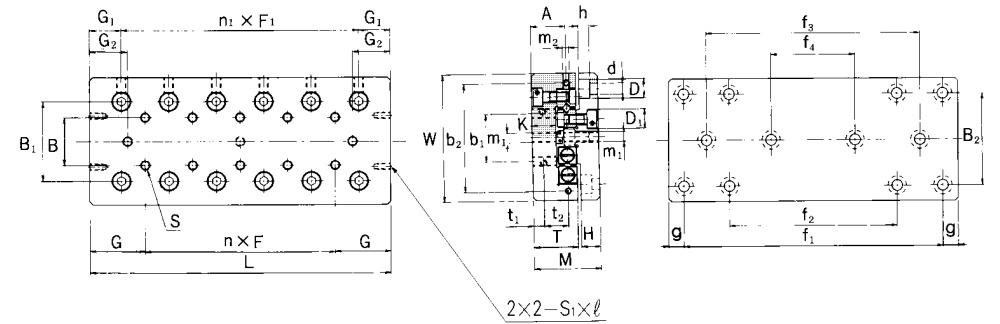 G₁
n₁ × F₁
G₁
G₂
G₂
B₁
B
S
G
n×F
G
L
2×2−S₁×ℓ
A
h
m₂
d
D
D₁
W
b₂
b₁
m₁
K
m₁
t₁
t₂
T
H
M
f₃
f₄
B₂
f₂
g
f₁
g